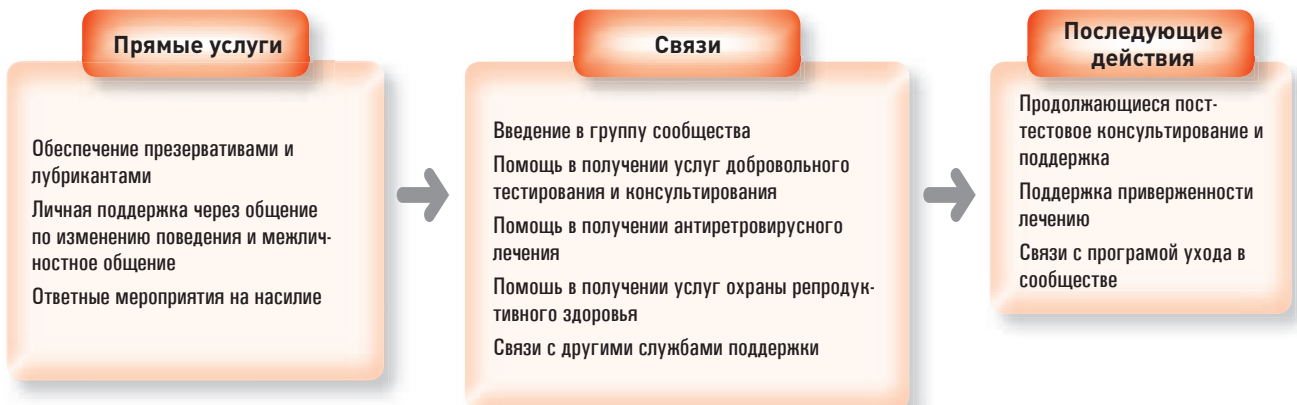 Прямые услуги
Обеспечение презервативами и
лубрикантами
Личная поддержка через общение
по изменению поведения и межлич-
ностное общение
Ответные мероприятия на насилие
Связи
Введение в группу сообщества
Помощь в получении услуг добровольного
тестирования и консультирования
Помощь в получении антиретровирусного
лечения
Помошь в получении услуг охраны репродук-
тивного здоровья
Связи с другими службами поддержки
Последующие
действия
Продолжающиеся пост-
тестовое консультирование и
поддержка
Поддержка приверженности
лечению
Связи с програмой ухода в
сообществе